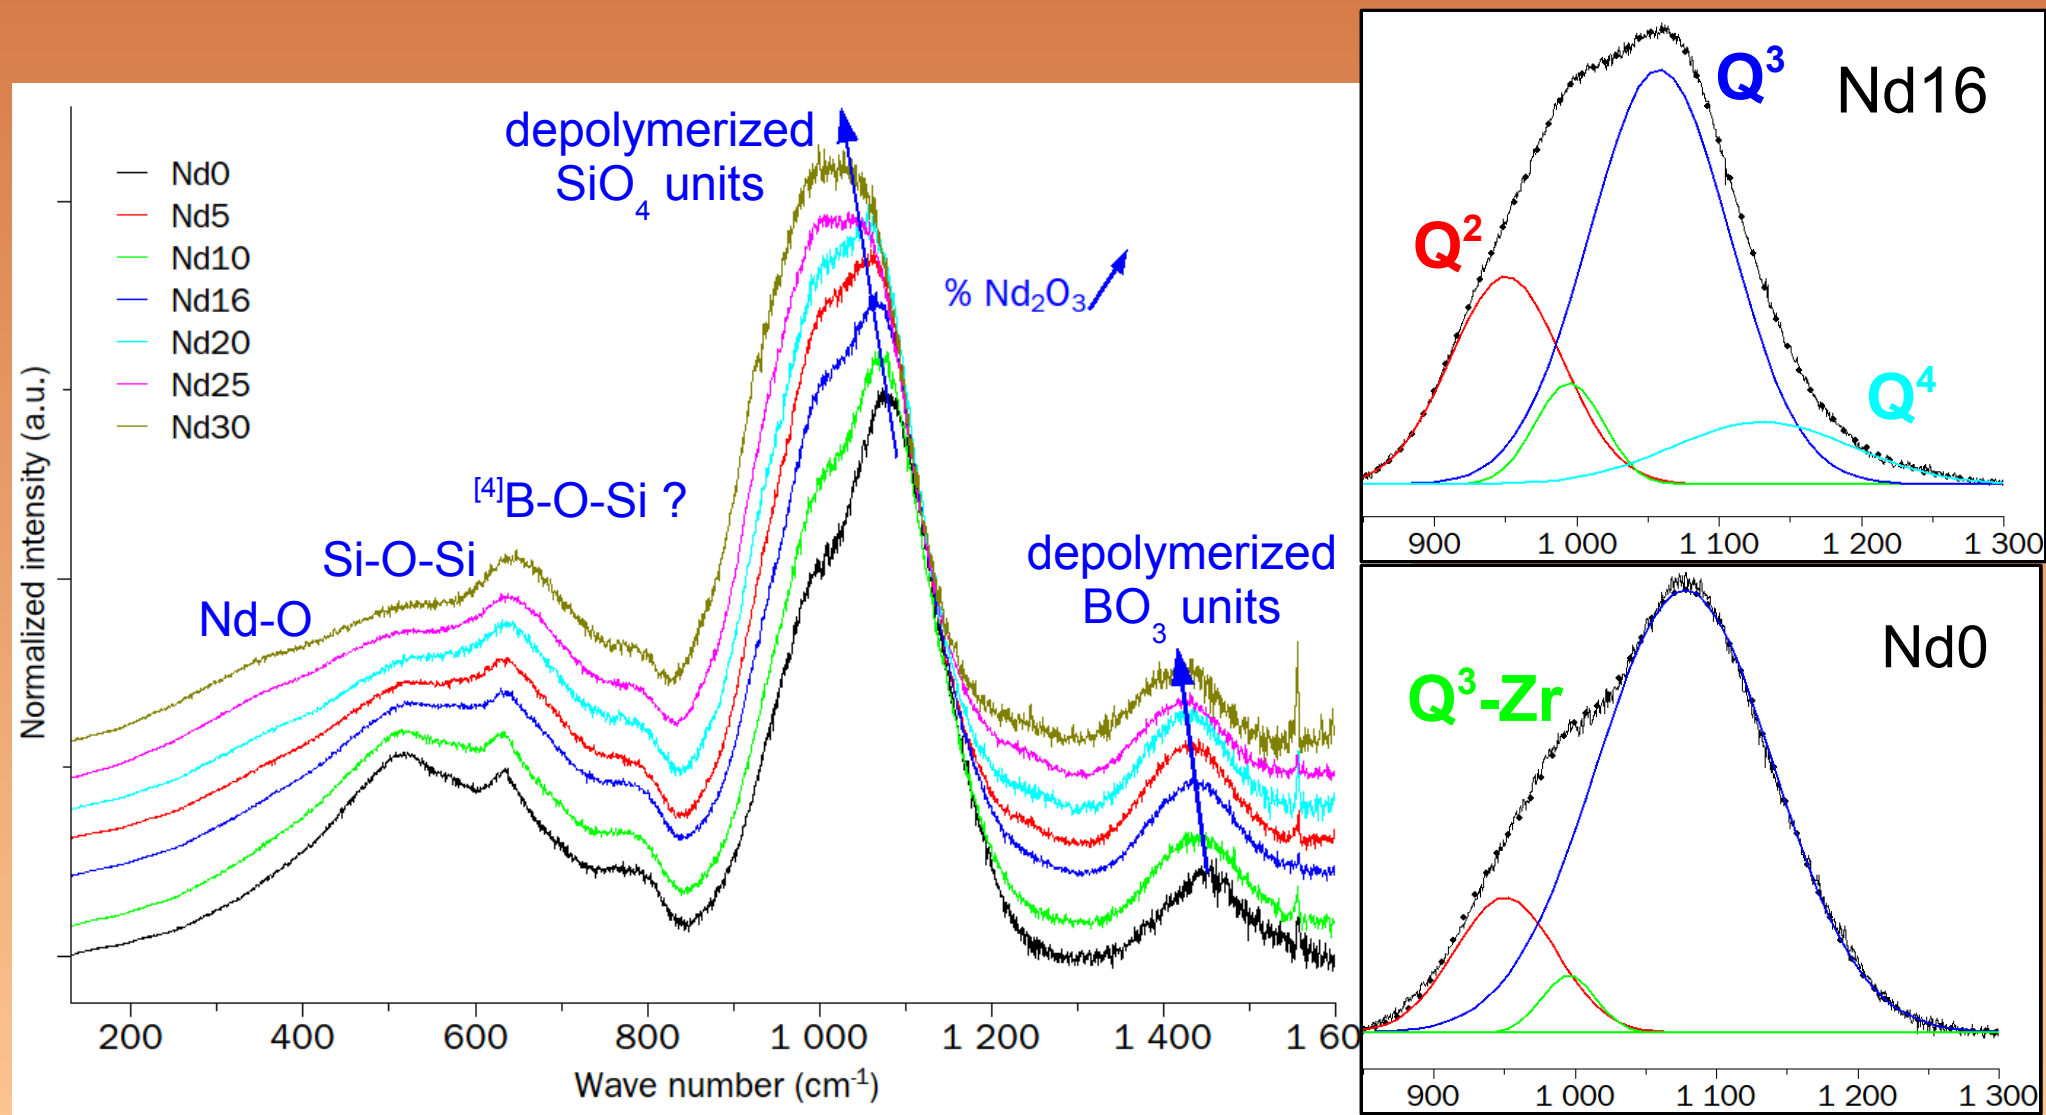 depolymerized
SiO4 units
Nd0
Nd5
Nd10
Nd16
Nd20
Nd25
Nd30
% Nd2O3
[4]B-O-Si ?
Si-O-Si
Nd-O
depolymerized
BO3 units
Normalized intensity (a.u.)
200 400 600 800 1 000 1 200 1 400 1 60
Wave number (cm-1)
Q3
Nd16
Q2
Q4
900 1 000 1 100 1 200 1 300
Nd0
Q3-Zr
900 1 000 1 100 1 200 1 300